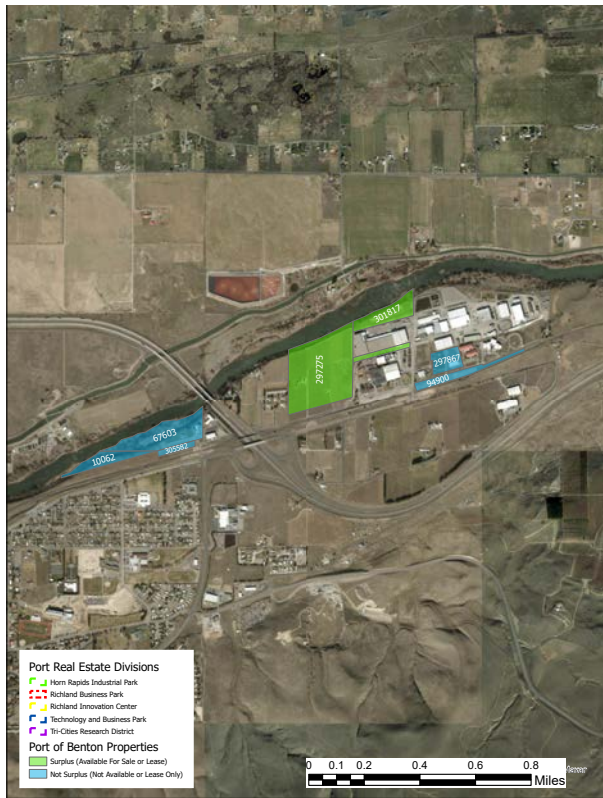 301817
297275
297867
94900
67603
305582
10062
Port Real Estate Divisions
Horn Rapids Industrial Park
Richland Business Park
Richland Innovation Center
Technology and Business Park
Tri-Cities Research District
Port of Benton Properties
Surplus (Available For Sale or Lease)
Not Surplus (Not Available or Lease Only)
0 0.1 0.2 0.4 0.6 0.8
Miles